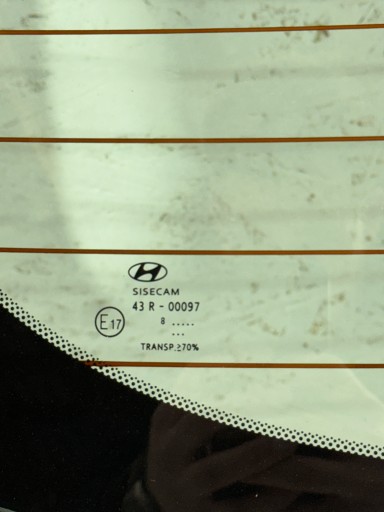 SISECAM
43 R - 00097
E17
8 .....
...
TRANSP.≥70%